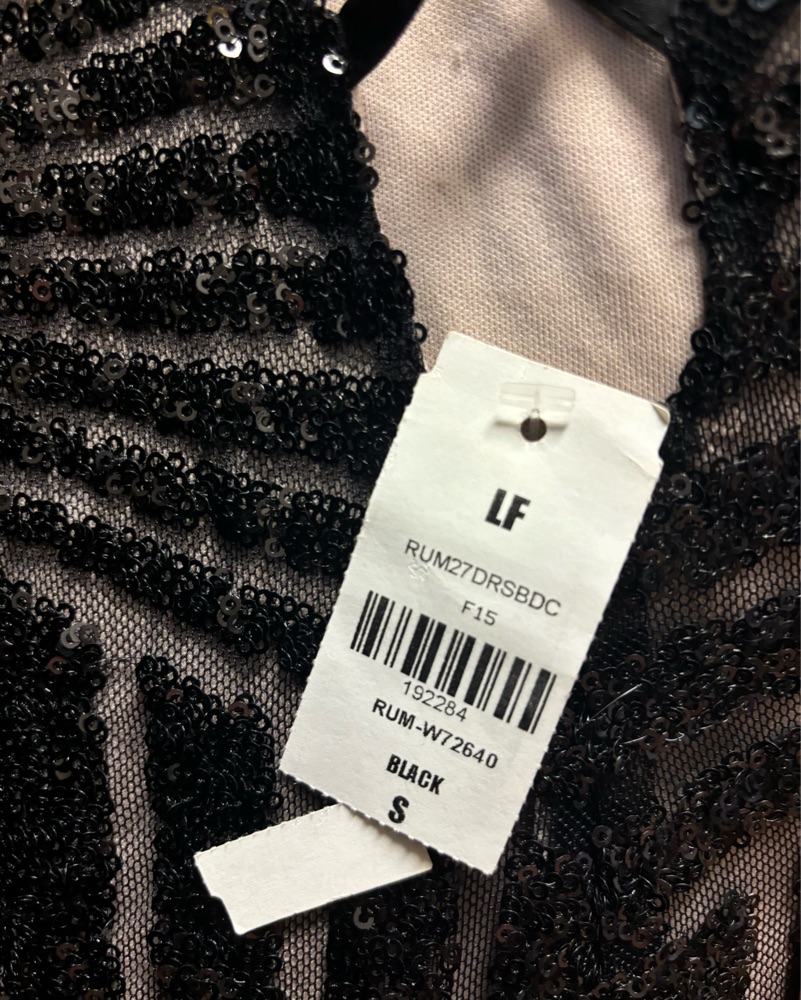 LF
RUM27DRSBDC
F15
192284
RUM-W72640
BLACK
S